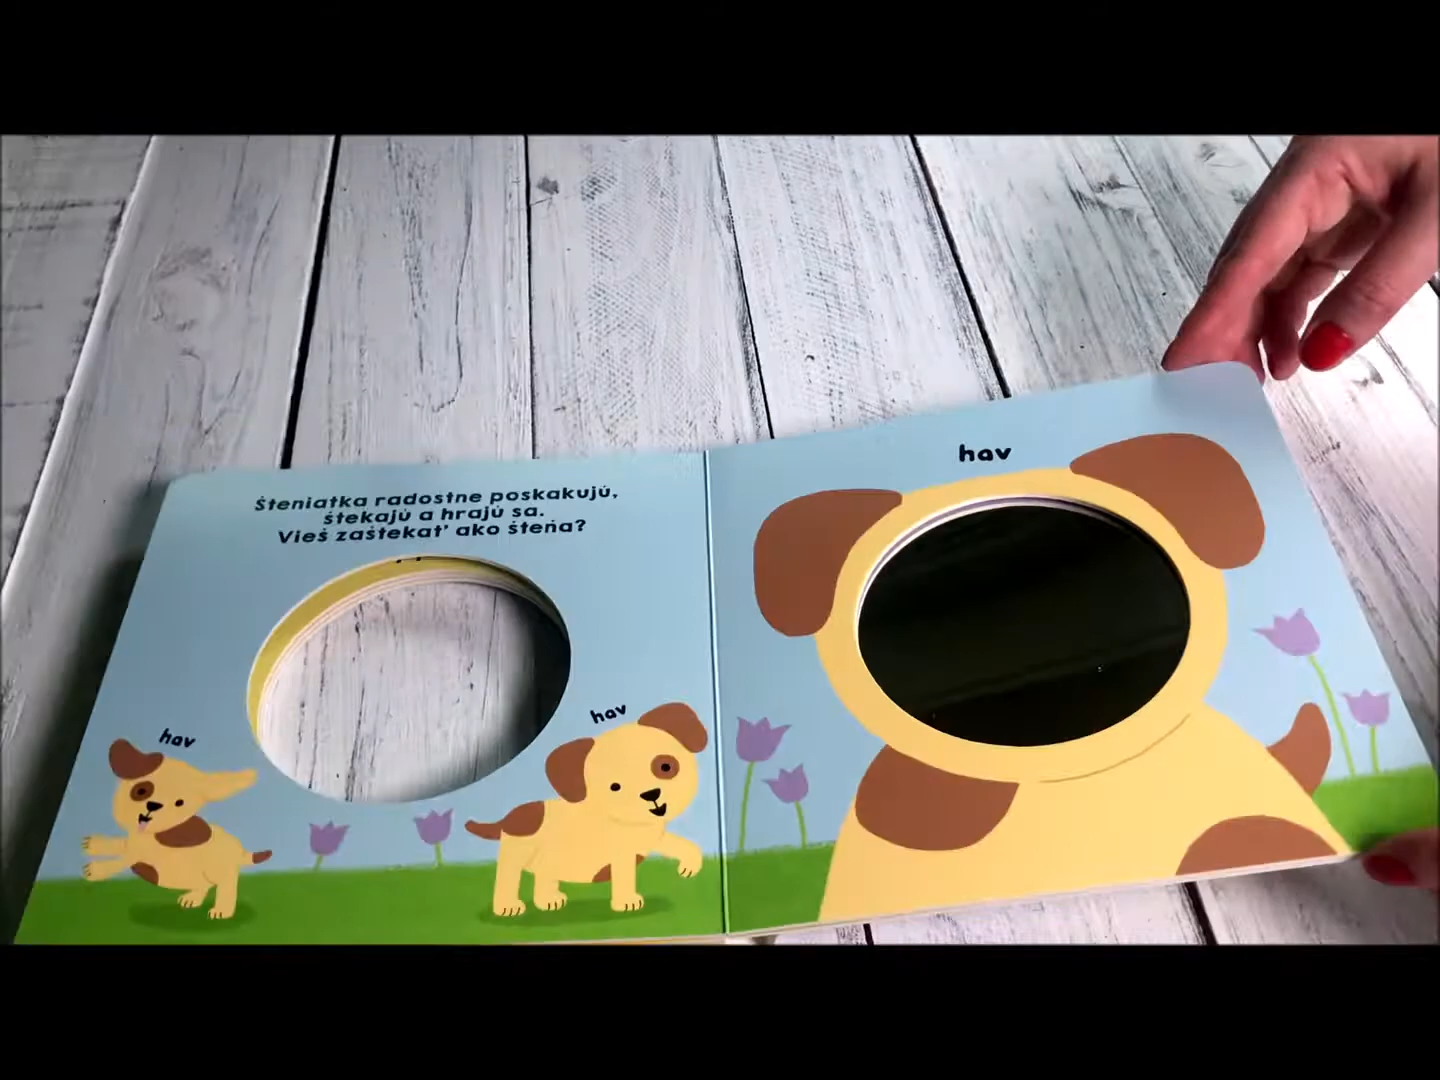 Šteniatka radostne poskakujú,
štekajú a hrajú sa.
Vieš zaštekať ako šteňa?
hav
hav
hav